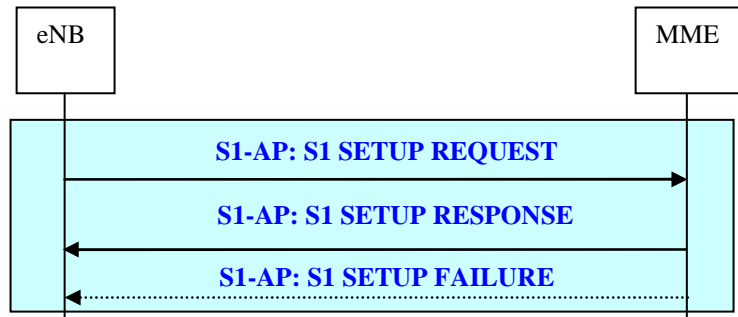 eNB
MME
S1-AP: S1 SETUP REQUEST
S1-AP: S1 SETUP RESPONSE
S1-AP: S1 SETUP FAILURE